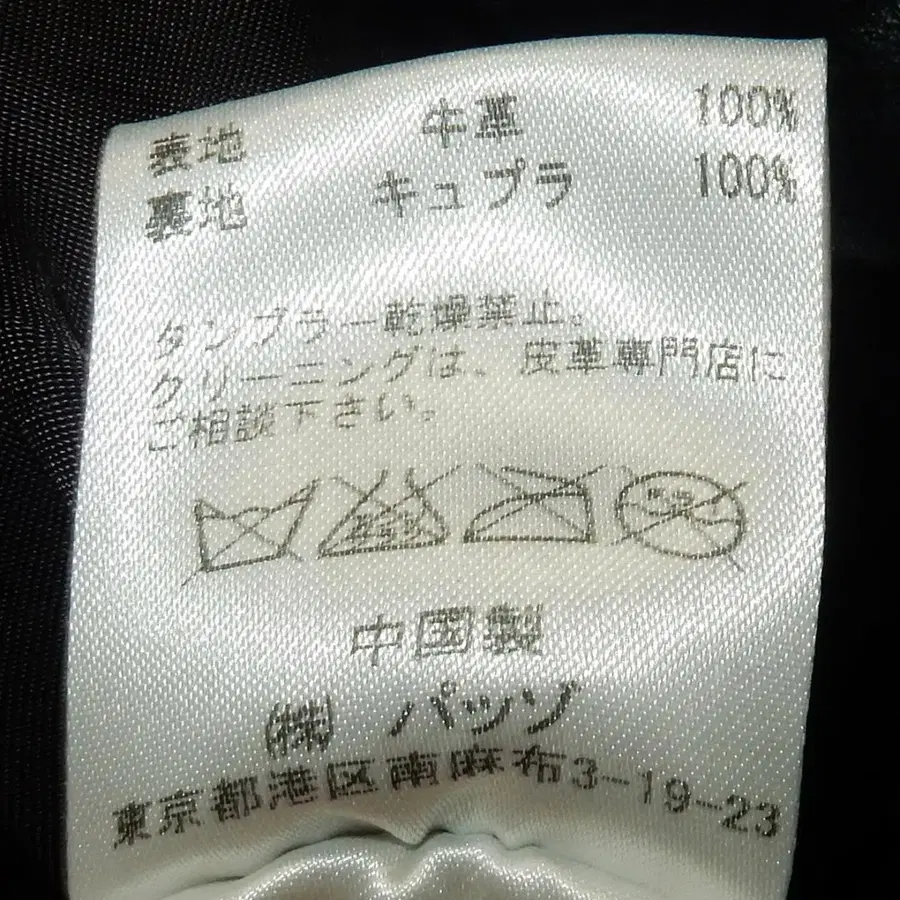 表地 牛革 100%
裏地 キュプラ 100%
タンブラー乾燥禁止。
クリーニングは、皮革専門店に
ご相談下さい。
中国製
㈱ パッゾ
東京都港区南麻布3-19-23